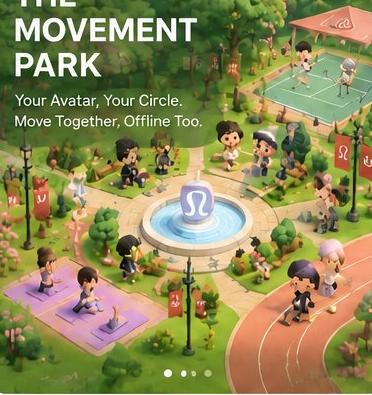 THE
MOVEMENT
PARK
Your Avatar, Your Circle.
Move Together, Offline Too.